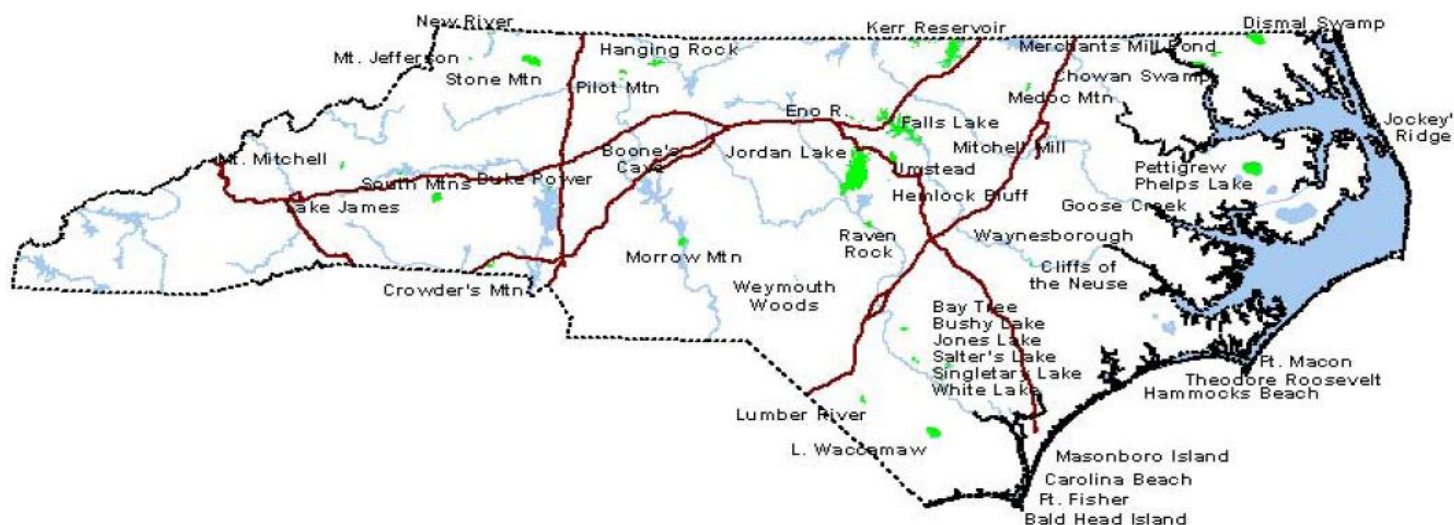 New River
Kerr Reservoir
Dismal Swamp
Mt. Jefferson
Hanging Rock
Merchants Mill Pond
Stone Mtn
Pilot Mtn
Chowan Swamp
Medoc Mtn
Eno R.
Falls Lake
Jockey'
Ridge
Mt. Mitchell
Boone's
Cave
Jordan Lake
Umstead
Mitchell Mill
Pettigrew
Phelps Lake
South Mtns
Duke Power
Hemlock Bluff
Lake James
Goose Creek
Raven
Rock
Waynesborough
Morrow Mtn
Cliffs of
the Neuse
Crowder's Mtn
Weymouth
Woods
Bay Tree
Bushy Lake
Jones Lake
Salter's Lake
Singletary Lake
White Lake
Ft. Macon
Theodore Roosevelt
Hammocks Beach
Lumber River
L. Waccamaw
Masonboro Island
Carolina Beach
Ft. Fisher
Bald Head Island